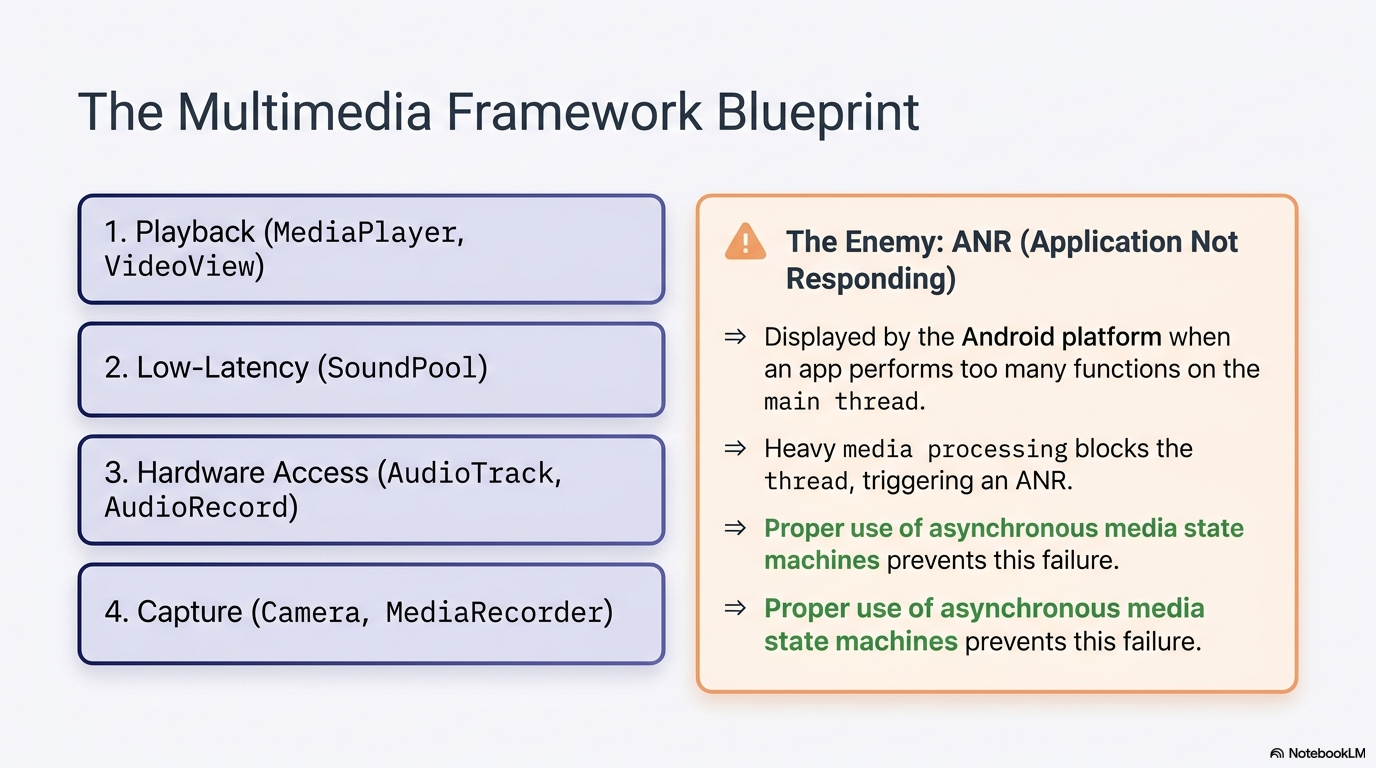 The Multimedia Framework Blueprint
1. Playback (MediaPlayer,
VideoView)
2. Low-Latency (SoundPool)
3. Hardware Access (AudioTrack,
AudioRecord)
4. Capture (Camera, MediaRecorder)
The Enemy: ANR (Application Not
Responding)
⇒ Displayed by the Android platform when
an app performs too many functions on the
main thread.
⇒ Heavy media processing blocks the
thread, triggering an ANR.
⇒ Proper use of asynchronous media state
machines prevents this failure.
⇒ Proper use of asynchronous media
state machines prevents this failure.
NotebookLM